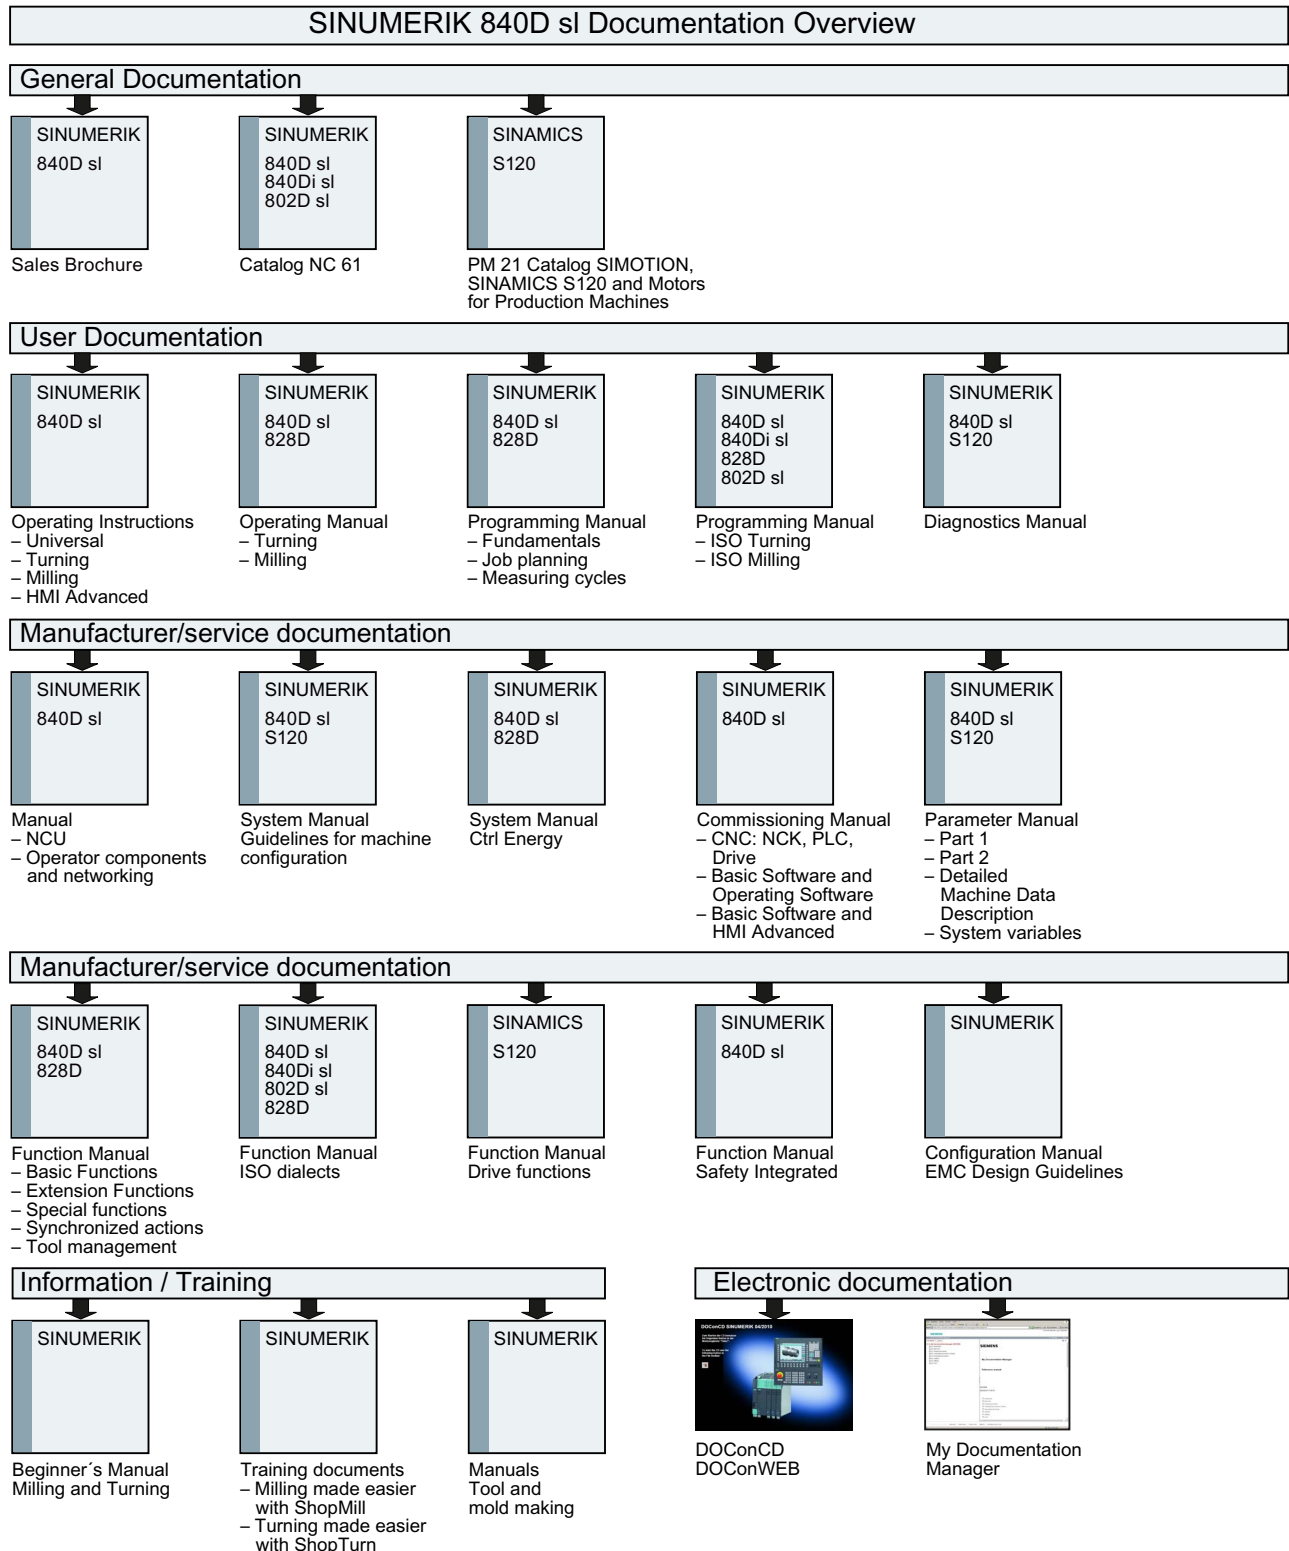 SINUMERIK 840D sl Documentation Overview
General Documentation
SINUMERIK
840D sl
Sales Brochure
SINUMERIK
840D sl
840Di sl
802D sl
Catalog NC 61
SINAMICS
S120
PM 21 Catalog SIMOTION,
SINAMICS S120 and Motors
for Production Machines
User Documentation
SINUMERIK
840D sl
Operating Instructions
– Universal
– Turning
– Milling
– HMI Advanced
SINUMERIK
840D sl
828D
Operating Manual
– Turning
– Milling
SINUMERIK
840D sl
828D
Programming Manual
– Fundamentals
– Job planning
– Measuring cycles
SINUMERIK
840D sl
840Di sl
828D
802D sl
Programming Manual
– ISO Turning
– ISO Milling
SINUMERIK
840D sl
S120
Diagnostics Manual
Manufacturer/service documentation
SINUMERIK
840D sl
Manual
– NCU
– Operator components
and networking
SINUMERIK
840D sl
S120
System Manual
Guidelines for machine
configuration
SINUMERIK
840D sl
828D
System Manual
Ctrl Energy
SINUMERIK
840D sl
Commissioning Manual
– CNC: NCK, PLC,
Drive
– Basic Software and
Operating Software
– Basic Software and
HMI Advanced
SINUMERIK
840D sl
S120
Parameter Manual
– Part 1
– Part 2
– Detailed
Machine Data
Description
– System variables
Manufacturer/service documentation
SINUMERIK
840D sl
828D
Function Manual
– Basic Functions
– Extension Functions
– Special functions
– Synchronized actions
– Tool management
SINUMERIK
840D sl
840Di sl
802D sl
828D
Function Manual
ISO dialects
SINAMICS
S120
Function Manual
Drive functions
SINUMERIK
840D sl
Function Manual
Safety Integrated
SINUMERIK
Configuration Manual
EMC Design Guidelines
Information / Training
SINUMERIK
Beginner´s Manual
Milling and Turning
SINUMERIK
Training documents
– Milling made easier
with ShopMill
– Turning made easier
with ShopTurn
SINUMERIK
Manuals
Tool and
mold making
Electronic documentation
DOConCD SINUMERIK 04/2010
DOConCD
DOConWEB
SIEMENS
My Documentation Manager
My Documentation
Manager